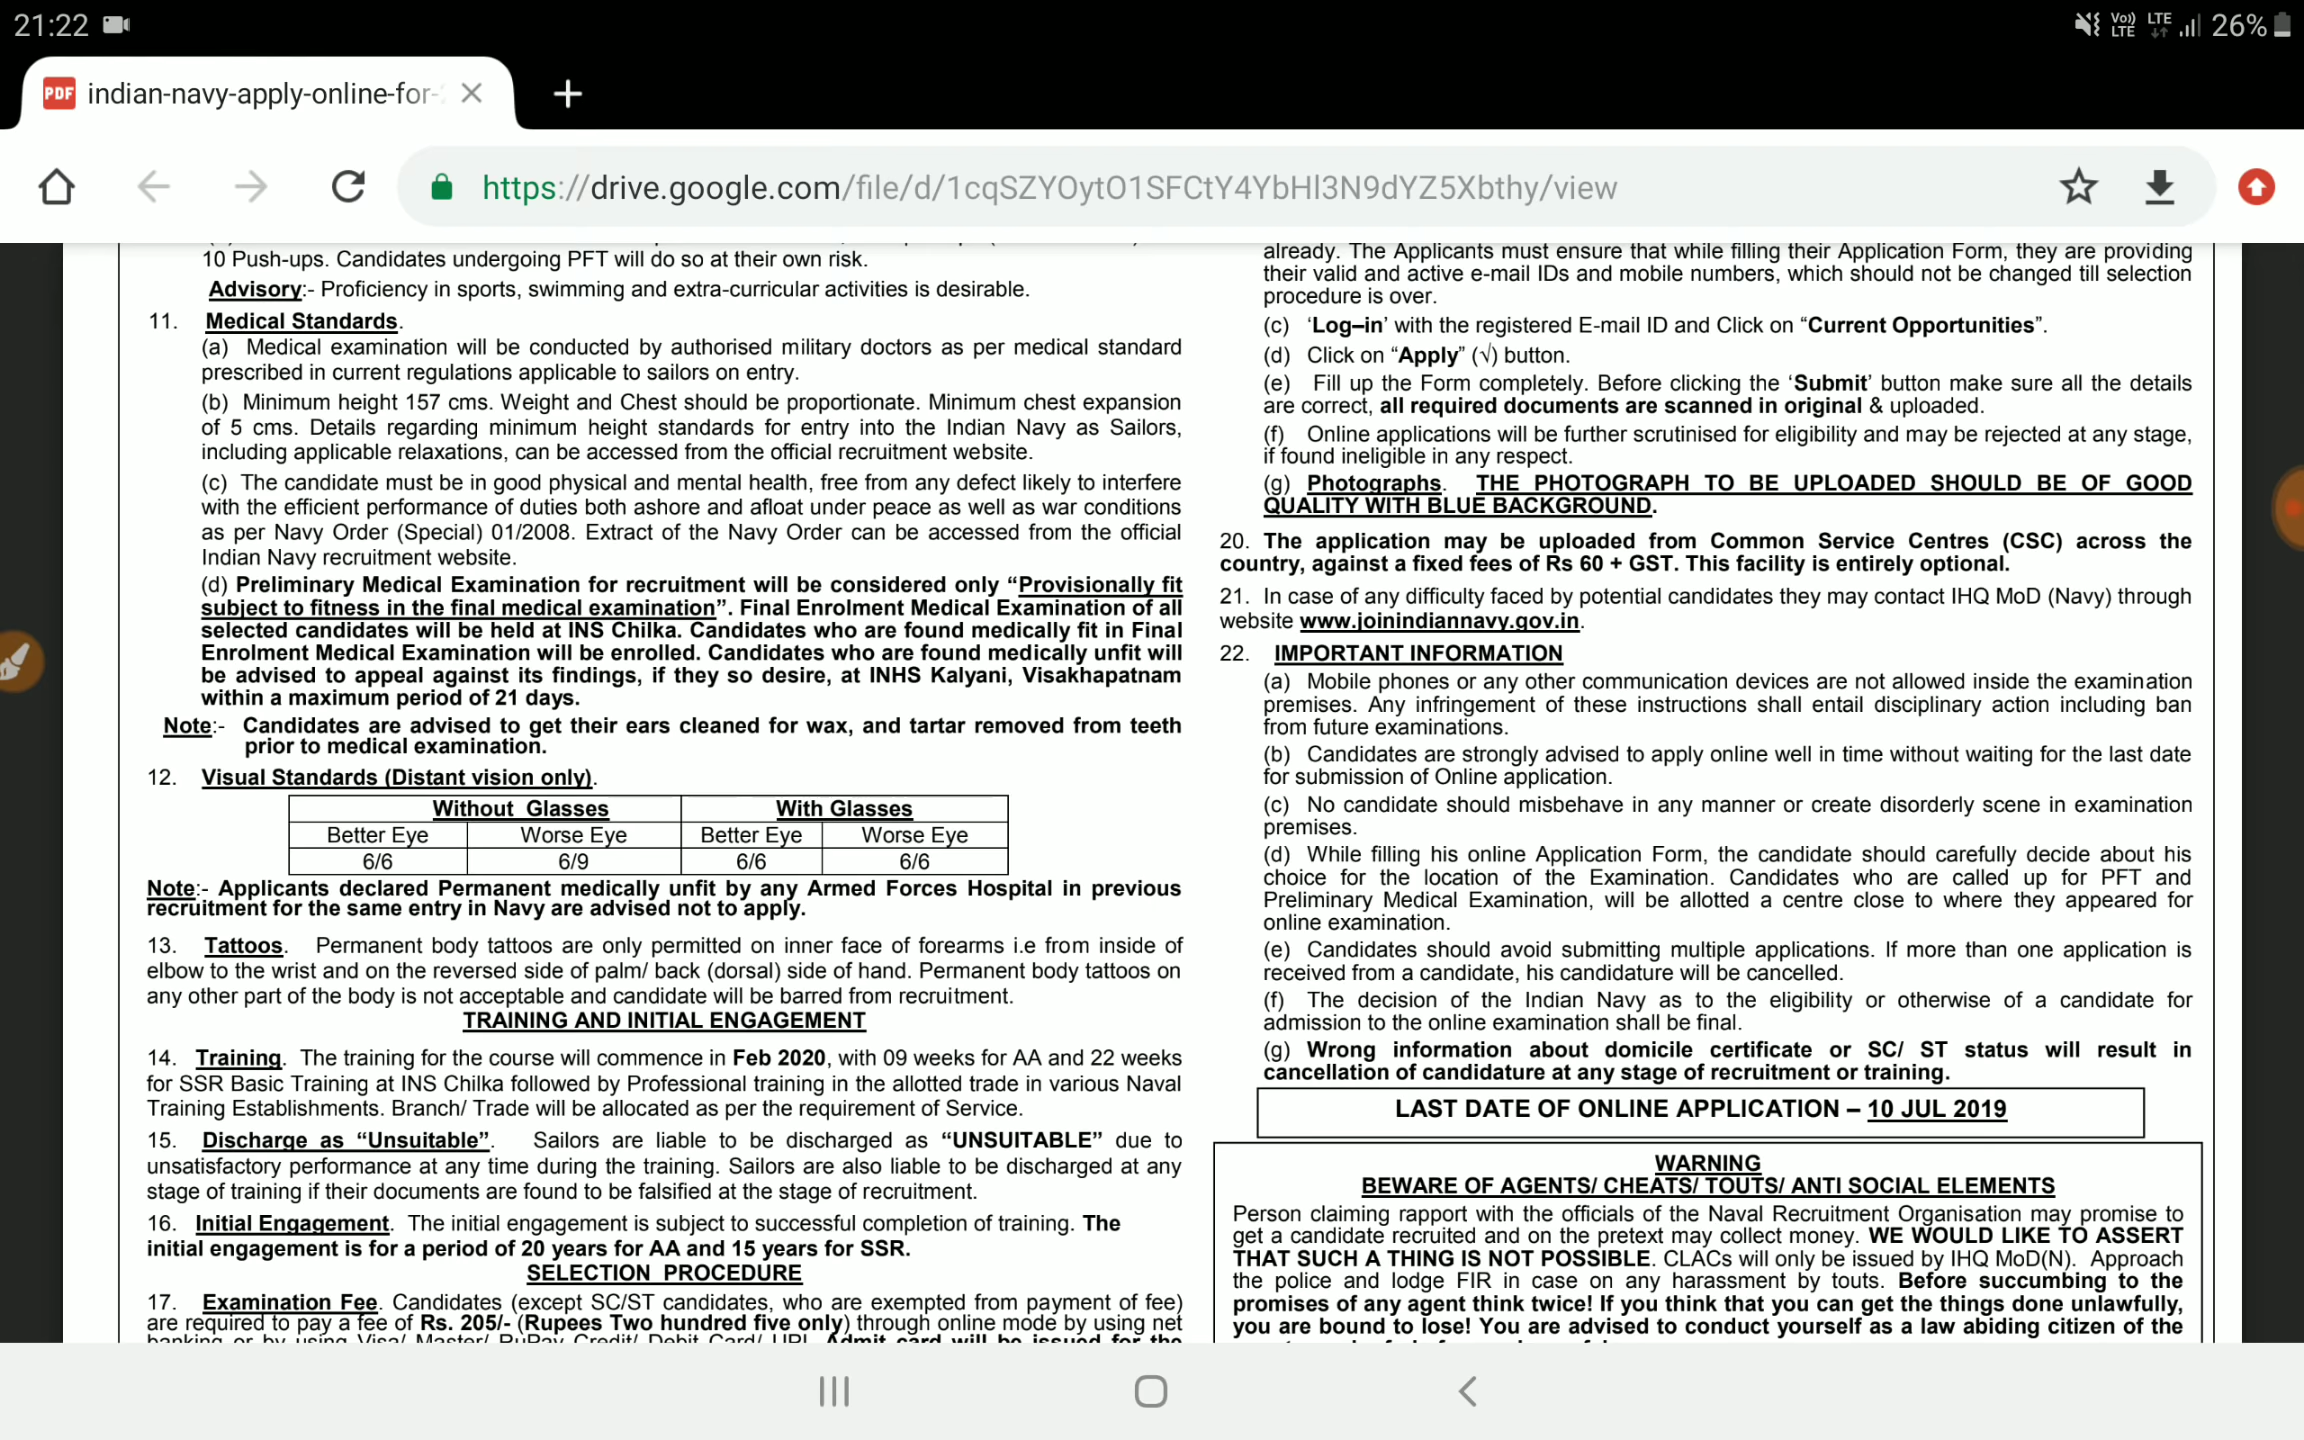 21:22
Vo)) LTE LTE 26%
PDF indian-navy-apply-online-for-
https://drive.google.com/file/d/1cqSZYOytO1SFCtY4YbHl3N9dYZ5Xbthy/view
10 Push-ups. Candidates undergoing PFT will do so at their own risk.
Advisory:- Proficiency in sports, swimming and extra-curricular activities is desirable.
11. Medical Standards.
(a) Medical examination will be conducted by authorised military doctors as per medical standard
prescribed in current regulations applicable to sailors on entry.
(b) Minimum height 157 cms. Weight and Chest should be proportionate. Minimum chest expansion
of 5 cms. Details regarding minimum height standards for entry into the Indian Navy as Sailors,
including applicable relaxations, can be accessed from the official recruitment website.
(c) The candidate must be in good physical and mental health, free from any defect likely to interfere
with the efficient performance of duties both ashore and afloat under peace as well as war conditions
as per Navy Order (Special) 01/2008. Extract of the Navy Order can be accessed from the official
Indian Navy recruitment website.
(d) Preliminary Medical Examination for recruitment will be considered only “Provisionally fit
subject to fitness in the final medical examination”. Final Enrolment Medical Examination of all
selected candidates will be held at INS Chilka. Candidates who are found medically fit in Final
Enrolment Medical Examination will be enrolled. Candidates who are found medically unfit will
be advised to appeal against its findings, if they so desire, at INHS Kalyani, Visakhapatnam
within a maximum period of 21 days.
Note:- Candidates are advised to get their ears cleaned for wax, and tartar removed from teeth
prior to medical examination.
12. Visual Standards (Distant vision only).
Without Glasses With Glasses
Better Eye Worse Eye Better Eye Worse Eye
6/6 6/9 6/6 6/6
Note:- Applicants declared Permanent medically unfit by any Armed Forces Hospital in previous
recruitment for the same entry in Navy are advised not to apply.
13. Tattoos. Permanent body tattoos are only permitted on inner face of forearms i.e from inside of
elbow to the wrist and on the reversed side of palm/ back (dorsal) side of hand. Permanent body tattoos on
any other part of the body is not acceptable and candidate will be barred from recruitment.
TRAINING AND INITIAL ENGAGEMENT
14. Training. The training for the course will commence in Feb 2020, with 09 weeks for AA and 22 weeks
for SSR Basic Training at INS Chilka followed by Professional training in the allotted trade in various Naval
Training Establishments. Branch/ Trade will be allocated as per the requirement of Service.
15. Discharge as “Unsuitable”. Sailors are liable to be discharged as “UNSUITABLE” due to
unsatisfactory performance at any time during the training. Sailors are also liable to be discharged at any
stage of training if their documents are found to be falsified at the stage of recruitment.
16. Initial Engagement. The initial engagement is subject to successful completion of training. The
initial engagement is for a period of 20 years for AA and 15 years for SSR.
SELECTION PROCEDURE
17. Examination Fee. Candidates (except SC/ST candidates, who are exempted from payment of fee)
are required to pay a fee of Rs. 205/- (Rupees Two hundred five only) through online mode by using net
banking or by using Visa/ Master/ RuPay Credit/ Debit Card/ UPI. Admit card will be issued for the
already. The Applicants must ensure that while filling their Application Form, they are providing
their valid and active e-mail IDs and mobile numbers, which should not be changed till selection
procedure is over.
(c) ‘Log–in’ with the registered E-mail ID and Click on “Current Opportunities”.
(d) Click on “Apply” (√) button.
(e) Fill up the Form completely. Before clicking the ‘Submit’ button make sure all the details
are correct, all required documents are scanned in original & uploaded.
(f) Online applications will be further scrutinised for eligibility and may be rejected at any stage,
if found ineligible in any respect.
(g) Photographs. THE PHOTOGRAPH TO BE UPLOADED SHOULD BE OF GOOD
QUALITY WITH BLUE BACKGROUND.
20. The application may be uploaded from Common Service Centres (CSC) across the
country, against a fixed fees of Rs 60 + GST. This facility is entirely optional.
21. In case of any difficulty faced by potential candidates they may contact IHQ MoD (Navy) through
website www.joinindiannavy.gov.in.
22. IMPORTANT INFORMATION
(a) Mobile phones or any other communication devices are not allowed inside the examination
premises. Any infringement of these instructions shall entail disciplinary action including ban
from future examinations.
(b) Candidates are strongly advised to apply online well in time without waiting for the last date
for submission of Online application.
(c) No candidate should misbehave in any manner or create disorderly scene in examination
premises.
(d) While filling his online Application Form, the candidate should carefully decide about his
choice for the location of the Examination. Candidates who are called up for PFT and
Preliminary Medical Examination, will be allotted a centre close to where they appeared for
online examination.
(e) Candidates should avoid submitting multiple applications. If more than one application is
received from a candidate, his candidature will be cancelled.
(f) The decision of the Indian Navy as to the eligibility or otherwise of a candidate for
admission to the online examination shall be final.
(g) Wrong information about domicile certificate or SC/ ST status will result in
cancellation of candidature at any stage of recruitment or training.
LAST DATE OF ONLINE APPLICATION – 10 JUL 2019
WARNING
BEWARE OF AGENTS/ CHEATS/ TOUTS/ ANTI SOCIAL ELEMENTS
Person claiming rapport with the officials of the Naval Recruitment Organisation may promise to
get a candidate recruited and on the pretext may collect money. WE WOULD LIKE TO ASSERT
THAT SUCH A THING IS NOT POSSIBLE. CLACs will only be issued by IHQ MoD(N). Approach
the police and lodge FIR in case on any harassment by touts. Before succumbing to the
promises of any agent think twice! If you think that you can get the things done unlawfully,
you are bound to lose! You are advised to conduct yourself as a law abiding citizen of the